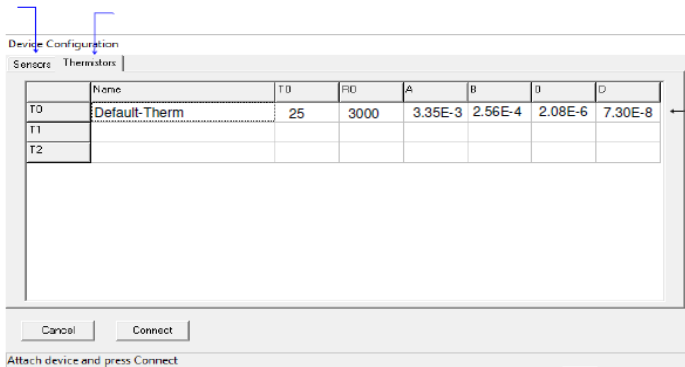 Device Configuration
Sensors Thermistors
Name T0 R0 A B 0 D
T0 Default-Therm 25 3000 3.35E-3 2.56E-4 2.08E-6 7.30E-8
T1
T2
Cancel Connect
Attach device and press Connect